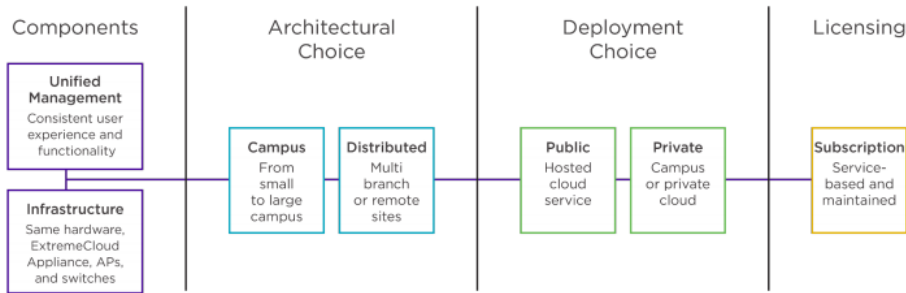 Components
Architectural
Choice
Deployment
Choice
Licensing
Unified
Management
Consistent user
experience and
functionality
Infrastructure
Same hardware,
ExtremeCloud
Appliance, APs,
and switches
Campus
From
small
to large
campus
Distributed
Multi
branch
or remote
sites
Public
Hosted
cloud
service
Private
Campus
or private
cloud
Subscription
Service-
based and
maintained